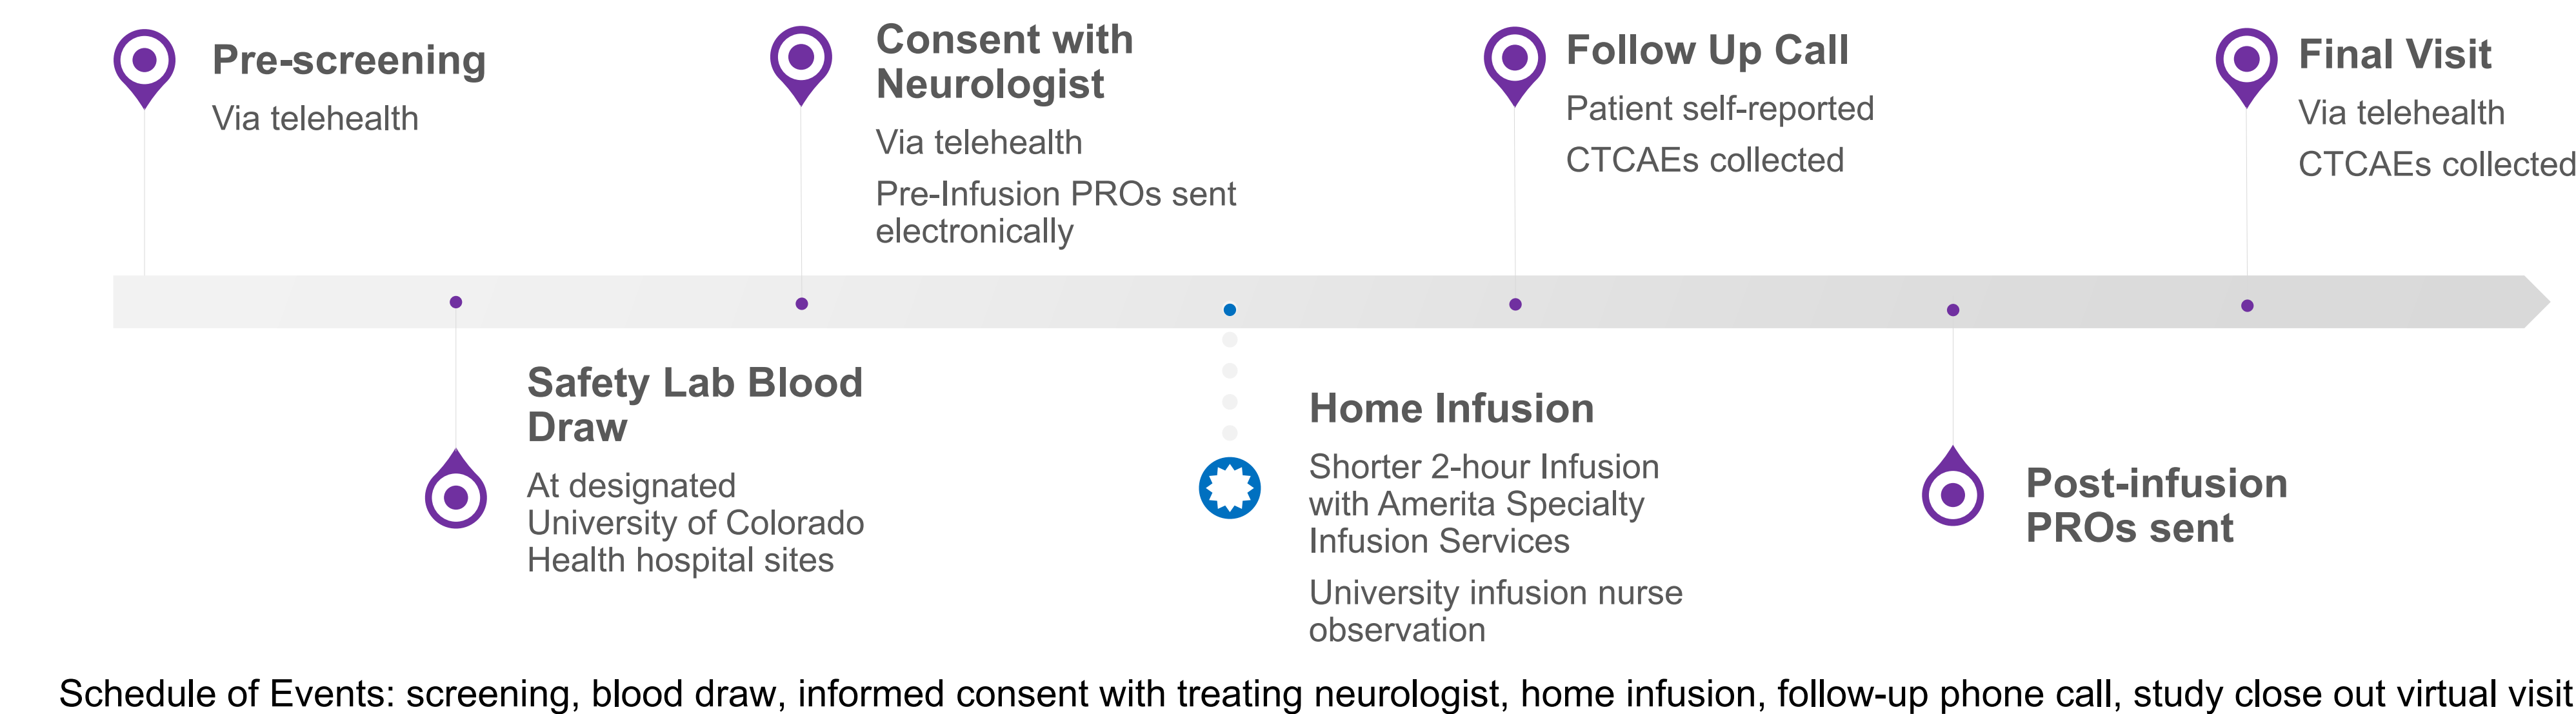 Pre-screening
Via telehealth
Consent with
Neurologist
Via telehealth
Pre-Infusion PROs sent
electronically
Follow Up Call
Patient self-reported
CTCAEs collected
Final Visit
Via telehealth
CTCAEs collected
Safety Lab Blood
Draw
At designated
University of Colorado
Health hospital sites
Home Infusion
Shorter 2-hour Infusion
with Amerita Specialty
Infusion Services
University infusion nurse
observation
Post-infusion
PROs sent
Schedule of Events: screening, blood draw, informed consent with treating neurologist, home infusion, follow-up phone call, study close out virtual visit